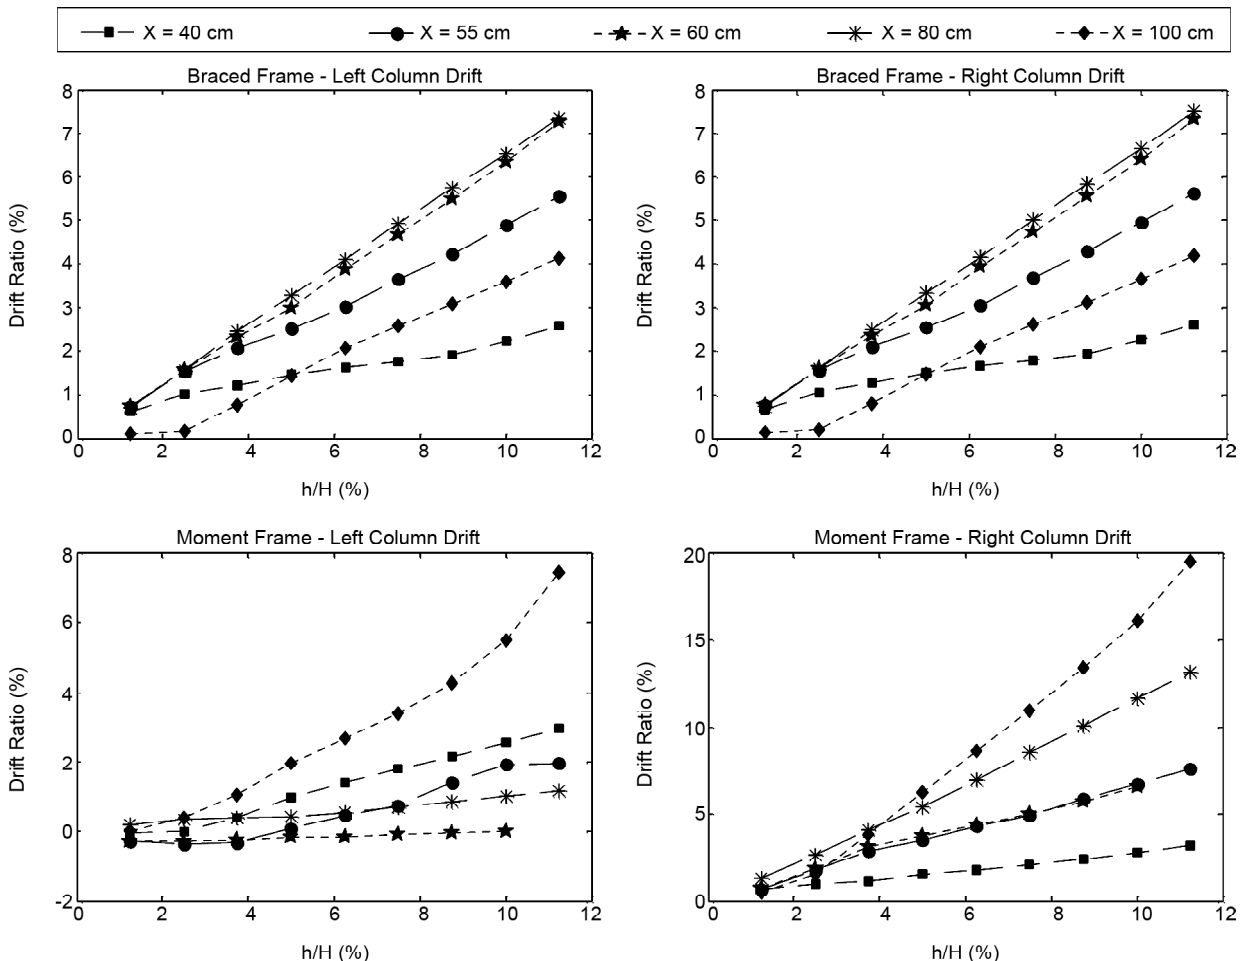 X = 40 cm
X = 55 cm
X = 60 cm
X = 80 cm
X = 100 cm
Braced Frame - Left Column Drift
8
7
6
5
4
3
2
1
0
Drift Ratio (%)
0 2 4 6 8 10 12
h/H (%)
Braced Frame - Right Column Drift
8
7
6
5
4
3
2
1
0
Drift Ratio (%)
0 2 4 6 8 10 12
h/H (%)
Moment Frame - Left Column Drift
8
6
4
2
0
-2
Drift Ratio (%)
0 2 4 6 8 10 12
h/H (%)
Moment Frame - Right Column Drift
20
15
10
5
0
Drift Ratio (%)
0 2 4 6 8 10 12
h/H (%)